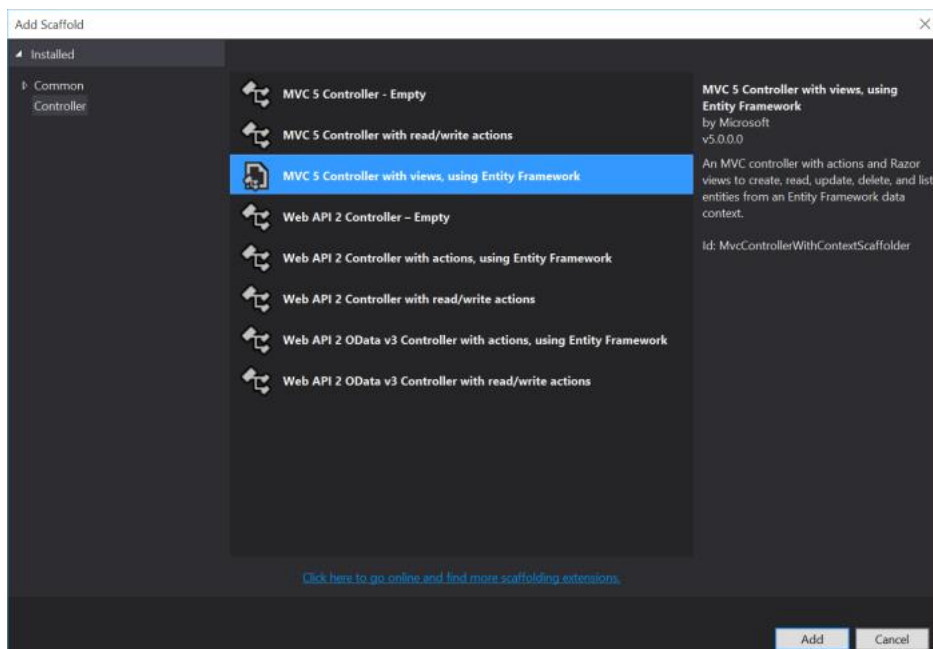 Add Scaffold
Installed
Common
Controller
MVC 5 Controller - Empty
MVC 5 Controller with read/write actions
MVC 5 Controller with views, using Entity Framework
Web API 2 Controller – Empty
Web API 2 Controller with actions, using Entity Framework
Web API 2 Controller with read/write actions
Web API 2 OData v3 Controller with actions, using Entity Framework
Web API 2 OData v3 Controller with read/write actions
Click here to go online and find more scaffolding extensions.
MVC 5 Controller with views, using
Entity Framework
by Microsoft
v5.0.0.0
An MVC controller with actions and Razor
views to create, read, update, delete, and list
entities from an Entity Framework data
context.
Id: MvcControllerWithContextScaffolder
Add
Cancel